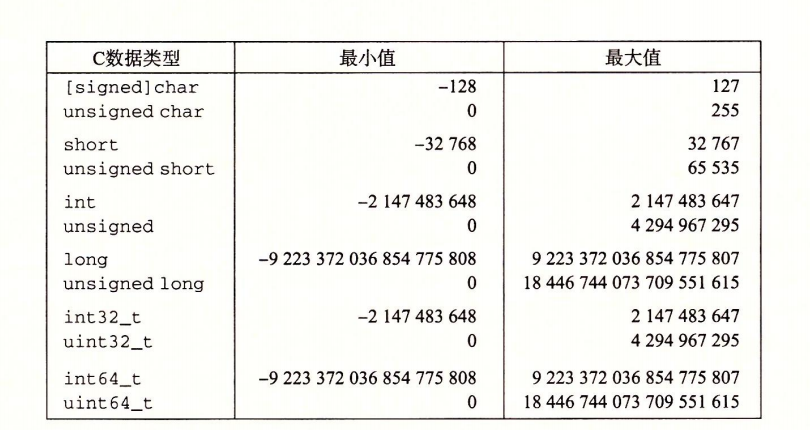 C数据类型 最小值 最大值
[signed]char −128 127
unsigned char 0 255
short −32 768 32 767
unsigned short 0 65 535
int −2 147 483 648 2 147 483 647
unsigned 0 4 294 967 295
long −9 223 372 036 854 775 808 9 223 372 036 854 775 807
unsigned long 0 18 446 744 073 709 551 615
int32_t −2 147 483 648 2 147 483 647
uint32_t 0 4 294 967 295
int64_t −9 223 372 036 854 775 808 9 223 372 036 854 775 807
uint64_t 0 18 446 744 073 709 551 615